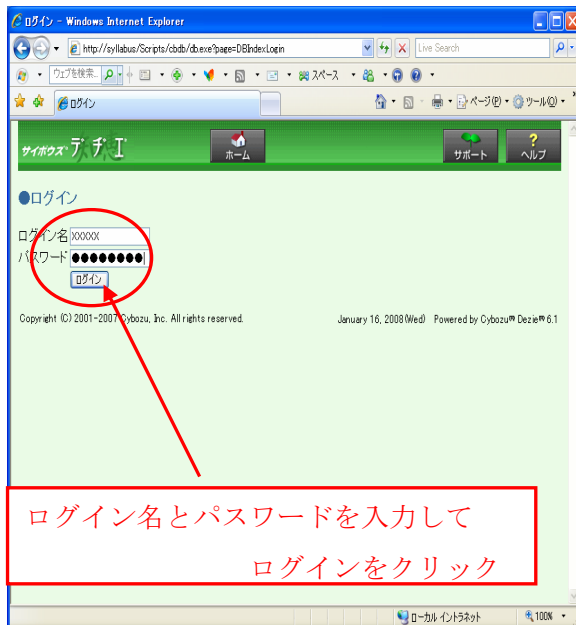 ログイン - Windows Internet Explorer
http://syllabus/Scripts/cbdb/db.exe?page=DBIndexLogin
Live Search
ウェブを検索...
スペース
ログイン
ページ(P)
ツール(O)
サイボウズ デヂエ
ホーム
サポート
ヘルプ
●ログイン
ログイン名 XXXXX
パスワード ●●●●●●●●
ログイン
Copyright (C) 2001-2007 Cybozu, Inc. All rights reserved.
January 16, 2008(Wed) Powered by Cybozu(R) Dezie(R) 6.1
ログイン名とパスワードを入力して
ログインをクリック
ローカル イントラネット
100%